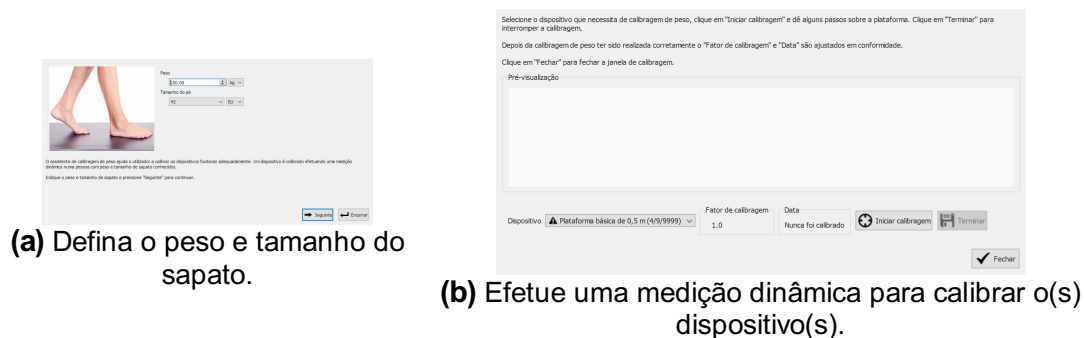 Peso
100.00
kg
Tamanho do pé
43
EU
O assistente de calibragem de peso ajuda o utilizador a calibrar os dispositivos footscan adequadamente. Um dispositivo é calibrado efetuando uma medição
dinâmica numa pessoa com peso e tamanho de sapato conhecidos.
Indique o peso e tamanho do sapato e pressione "Seguinte" para continuar.
Seguinte
Encerrar
(a) Defina o peso e tamanho do
sapato.
Selecione o dispositivo que necessita de calibragem de peso, clique em "Iniciar calibragem" e dê alguns passos sobre a plataforma. Clique em "Terminar" para
interromper a calibragem.
Depois da calibragem de peso ter sido realizada corretamente o "Fator de calibragem" e "Data" são ajustados em conformidade.
Clique em "Fechar" para fechar a janela de calibragem.
Pré-visualização
Dispositivo
Plataforma básica de 0,5 m (4/9/9999)
Fator de calibragem
1.0
Data
Nunca foi calibrado
Iniciar calibragem
Terminar
Fechar
(b) Efetue uma medição dinâmica para calibrar o(s)
dispositivo(s).